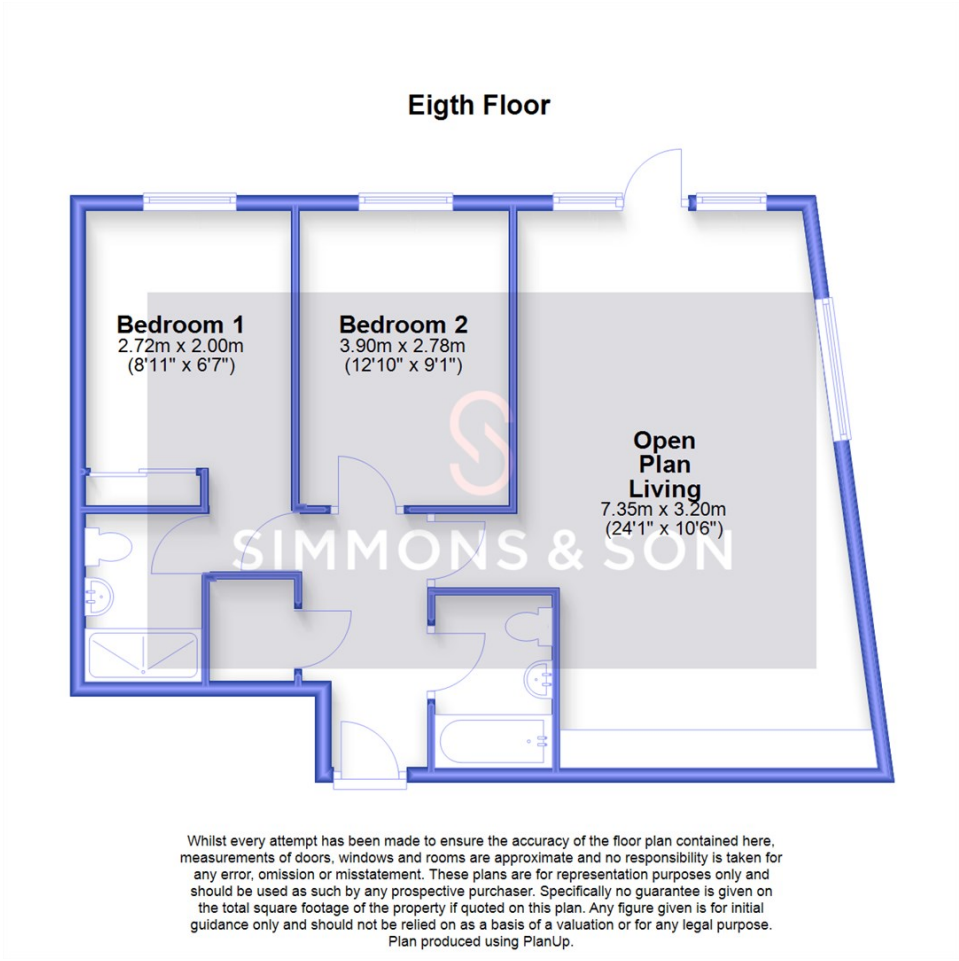 Eigth Floor
Bedroom 1
2.72m x 2.00m
(8'11" x 6'7")
Bedroom 2
3.90m x 2.78m
(12'10" x 9'1")
Open
Plan
Living
7.35m x 3.20m
(24'1" x 10'6")
SIMMONS & SON
Whilst every attempt has been made to ensure the accuracy of the floor plan contained here,
measurements of doors, windows and rooms are approximate and no responsibility is taken for
any error, omission or misstatement. These plans are for representation purposes only and
should be used as such by any prospective purchaser. Specifically no guarantee is given on
the total square footage of the property if quoted on this plan. Any figure given is for initial
guidance only and should not be relied on as a basis of a valuation or for any legal purpose.
Plan produced using PlanUp.